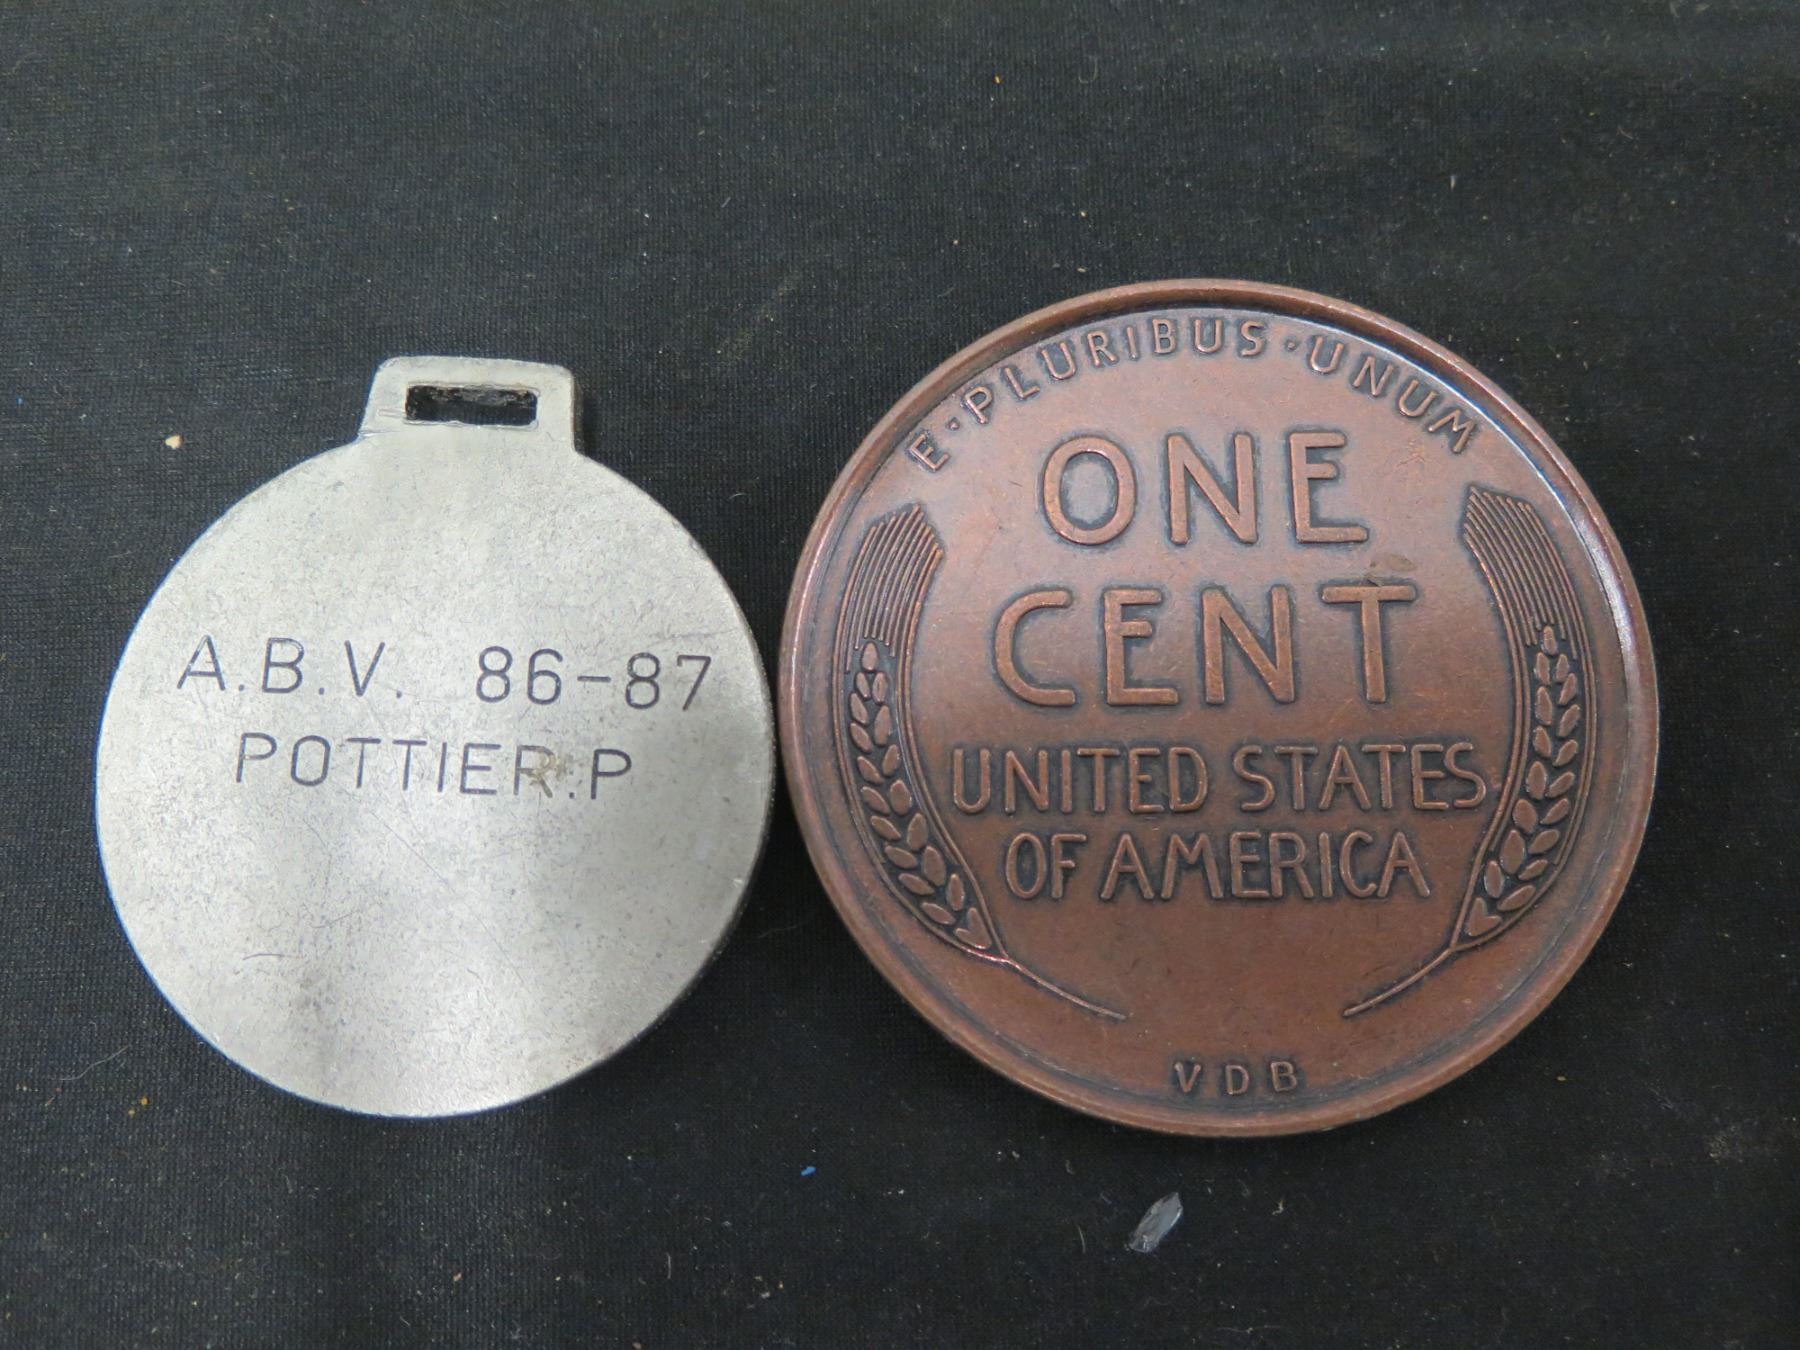 A.B.V. 86-87
POTTIER.P
E·PLURIBUS·UNUM
ONE
CENT
UNITED STATES
OF AMERICA
VDB